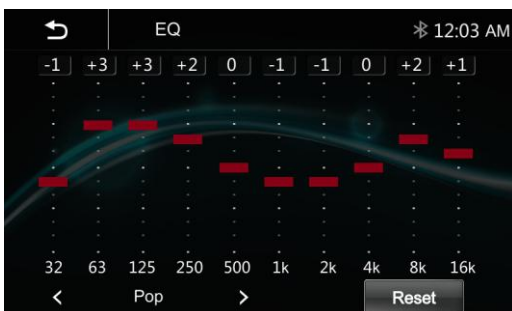 EQ 12:03 AM
-1 +3 +3 +2 0 -1 -1 0 +2 +1
32 63 125 250 500 1k 2k 4k 8k 16k
< Pop > Reset